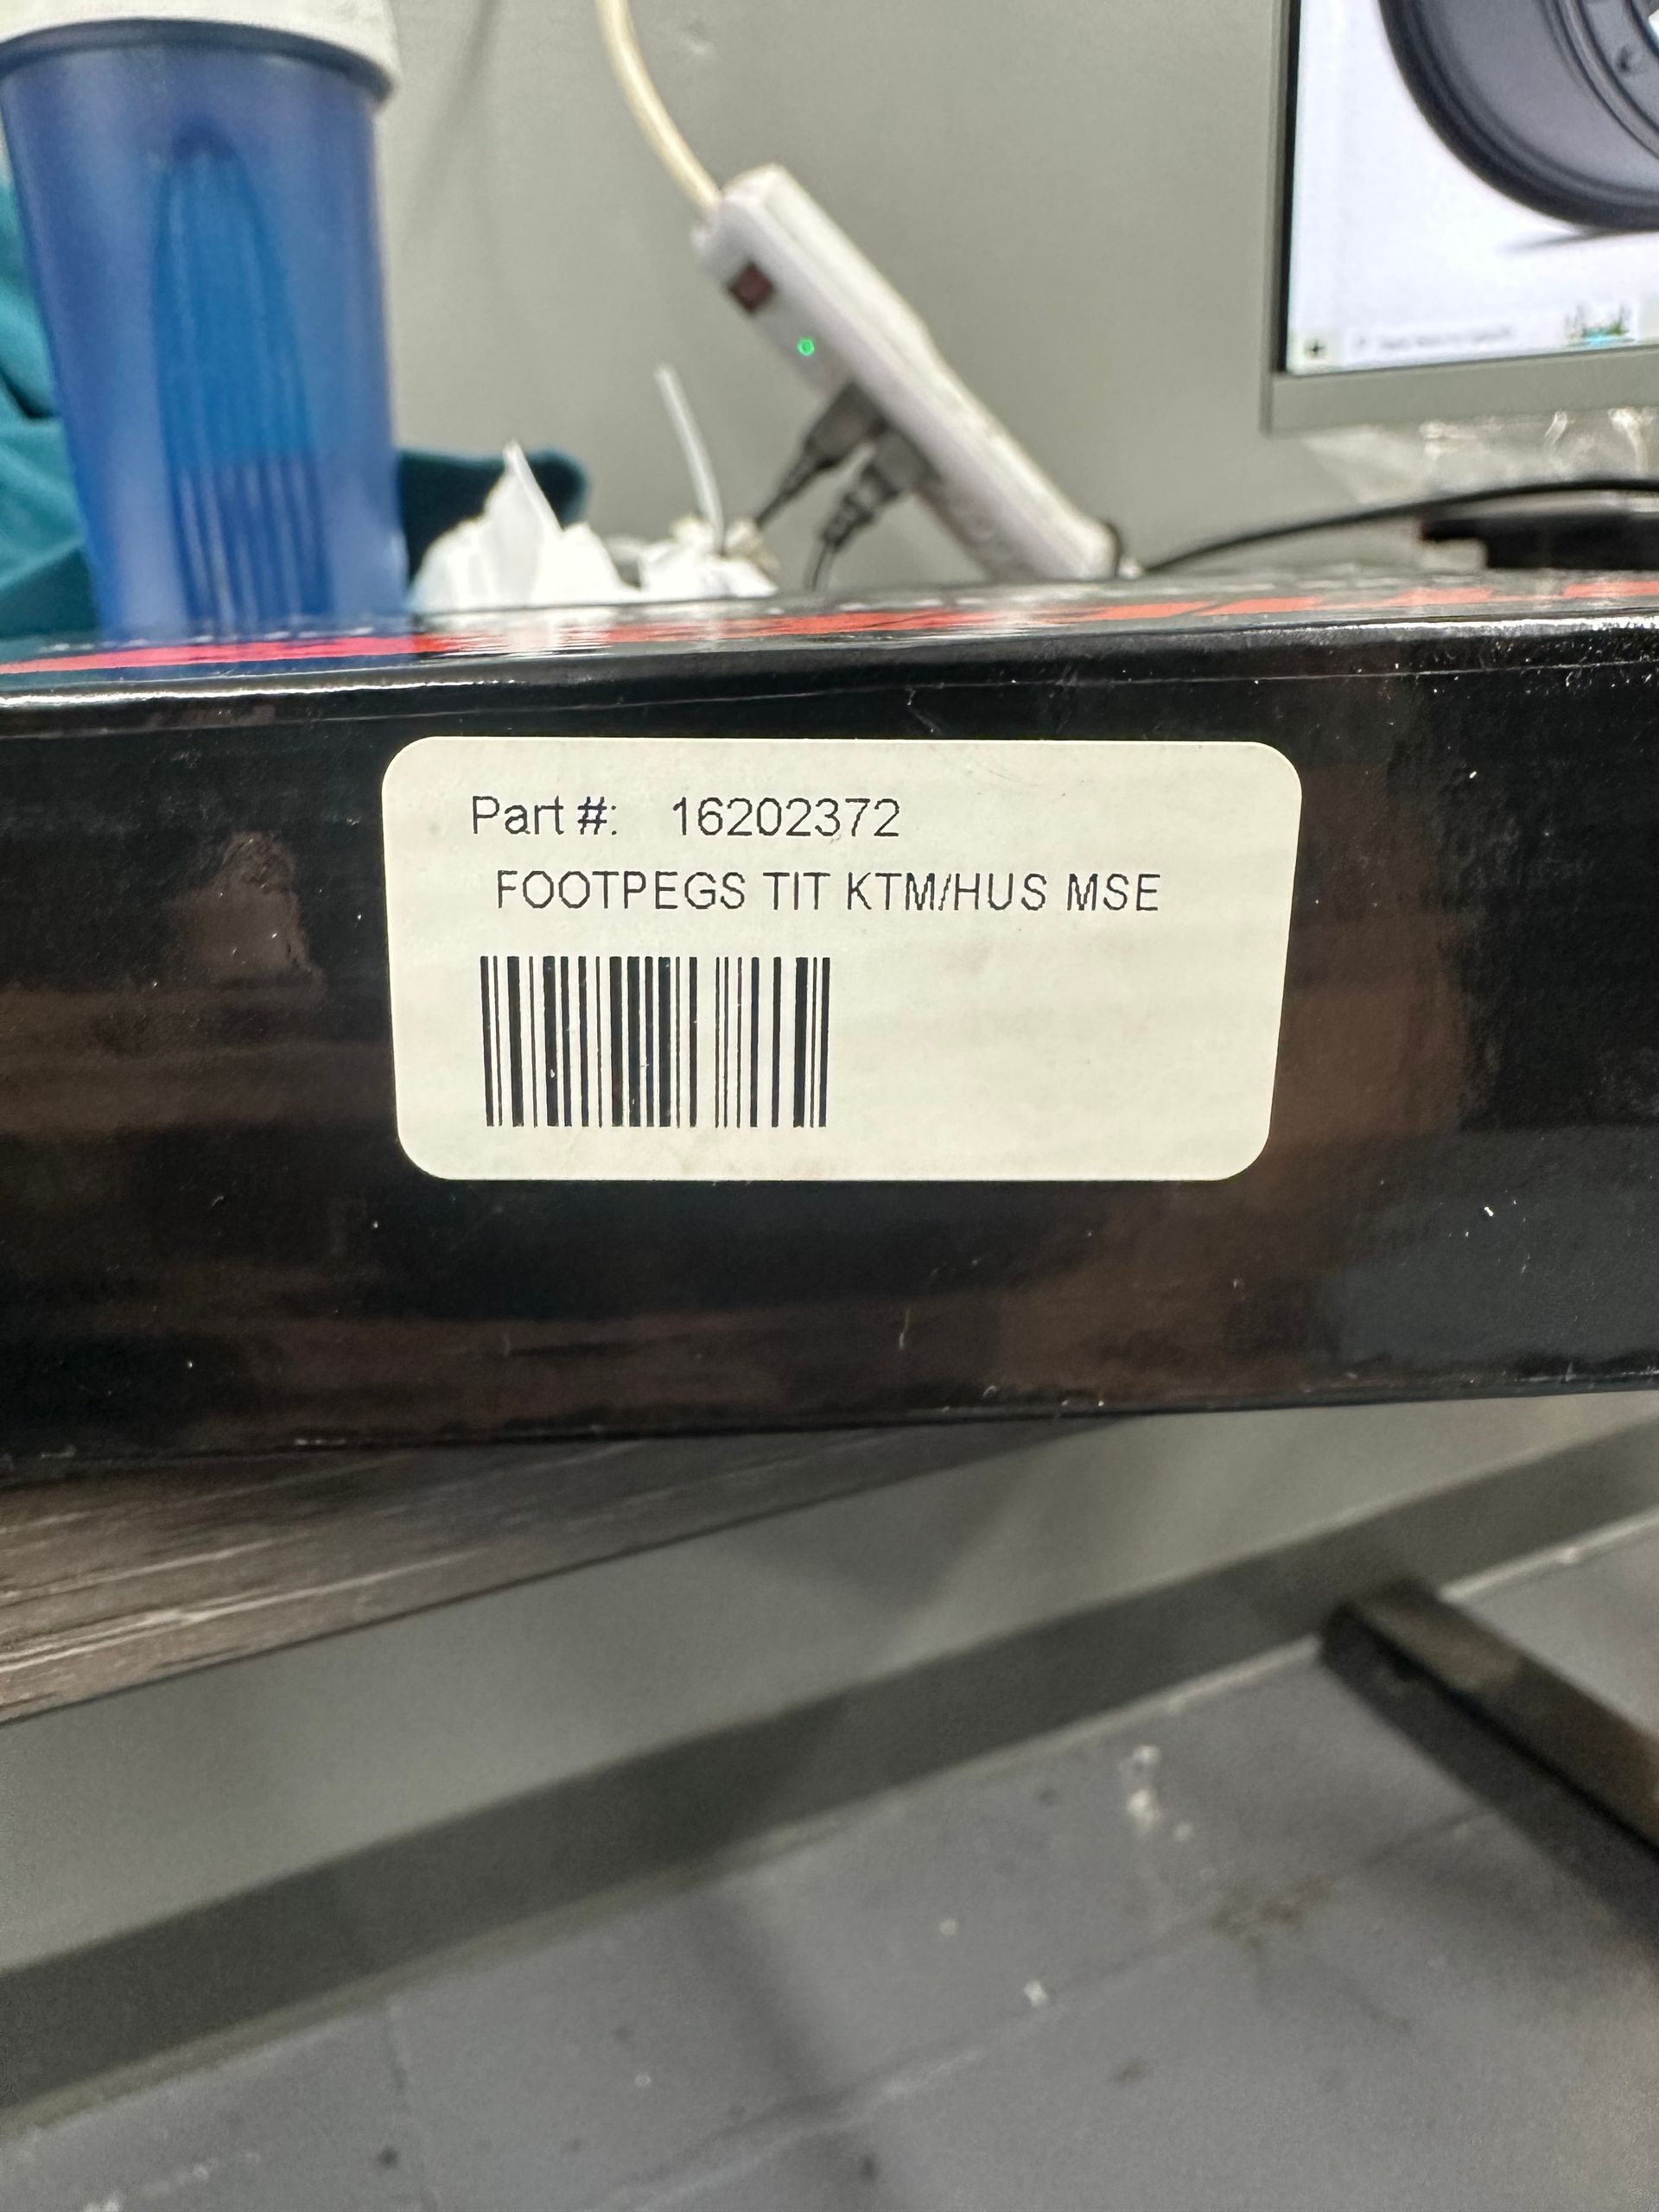 Part #: 16202372
FOOTPEGS TIT KTM/HUS MSE